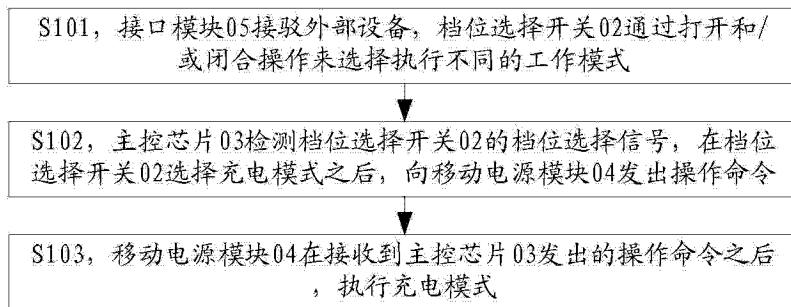 S101，接口模块05接驳外部设备，档位选择开关02通过打开和/
或闭合操作来选择执行不同的工作模式
S102，主控芯片03检测档位选择开关02的档位选择信号，在档位
选择开关02选择充电模式之后，向移动电源模块04发出操作命令
S103，移动电源模块04在接收到主控芯片03发出的操作命令之后
，执行充电模式